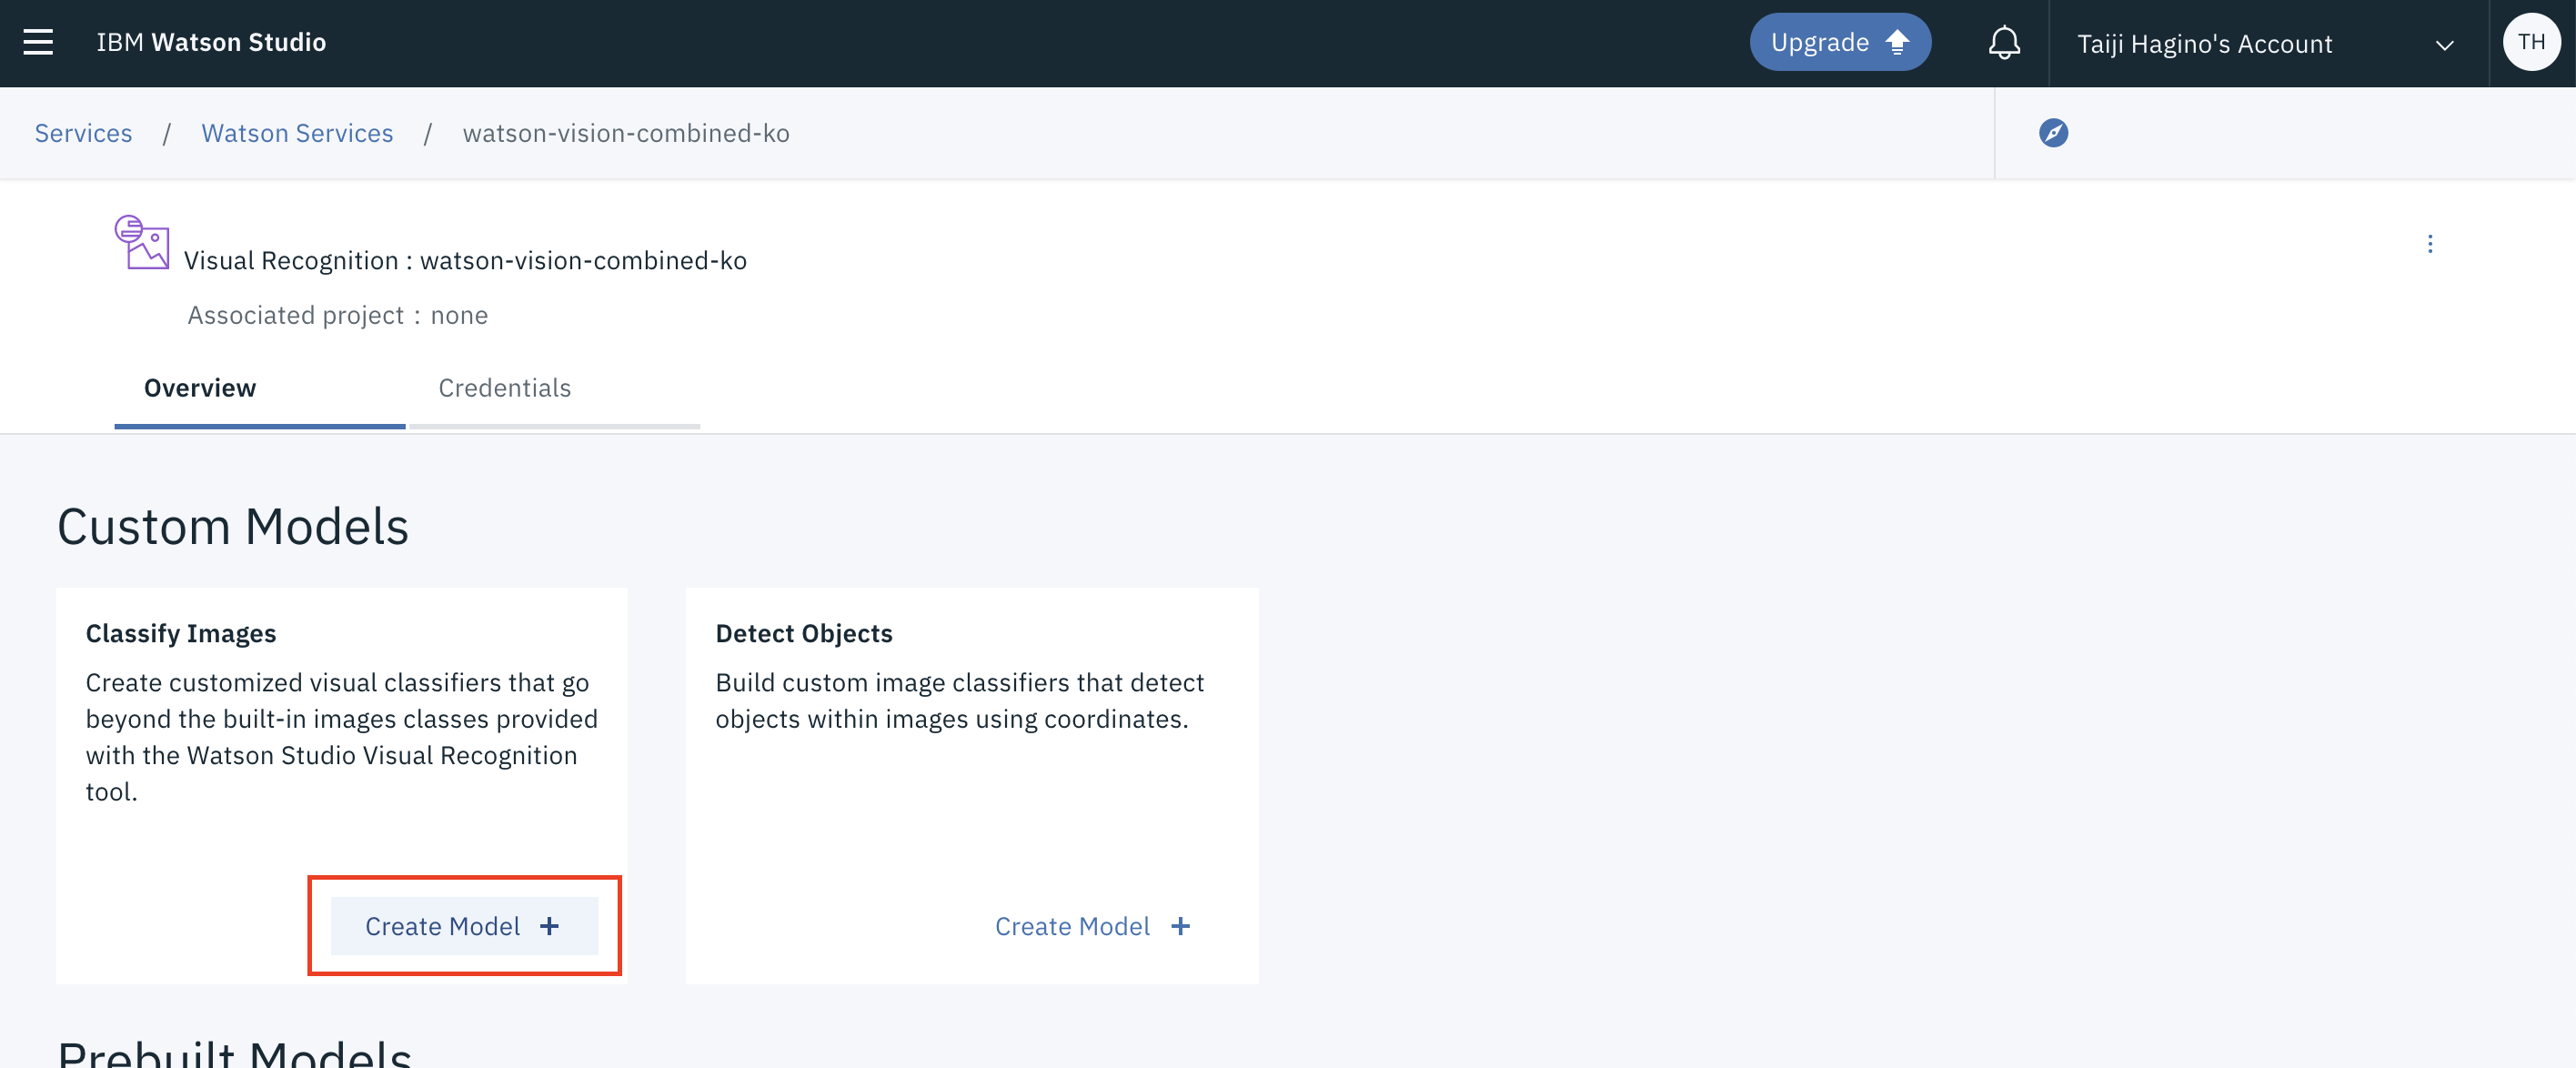 IBM Watson Studio
Upgrade
Taiji Hagino's Account
TH
Services / Watson Services / watson-vision-combined-ko
Visual Recognition : watson-vision-combined-ko
Associated project : none
Overview
Credentials
Custom Models
Classify Images
Create customized visual classifiers that go
beyond the built-in images classes provided
with the Watson Studio Visual Recognition
tool.
Create Model +
Detect Objects
Build custom image classifiers that detect
objects within images using coordinates.
Create Model +
Prebuilt Models